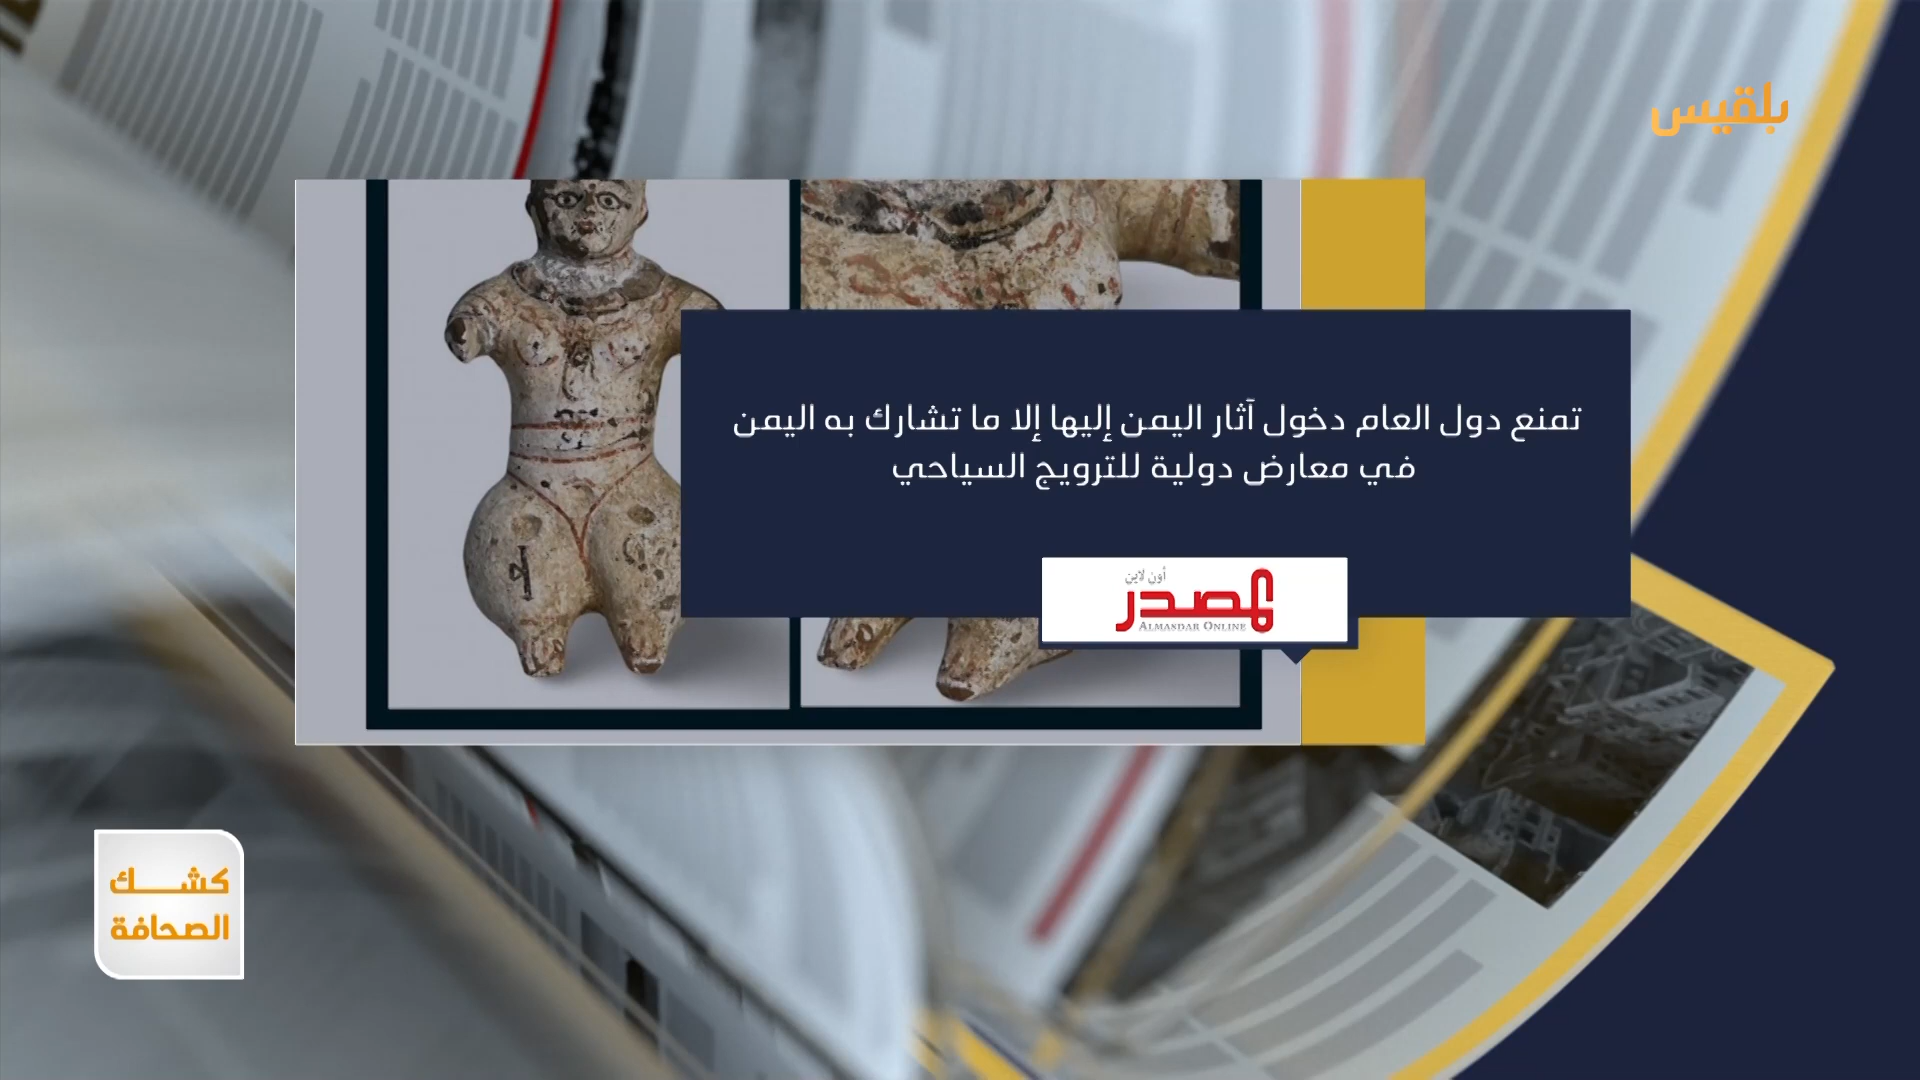 بلقيس
تمنع دول العام دخول آثار اليمن إليها إلا ما تشارك به اليمن
في معارض دولية للترويج السياحي
أون لاين
المصدر
ALMASDAR ONLINE
كشك
الصحافة